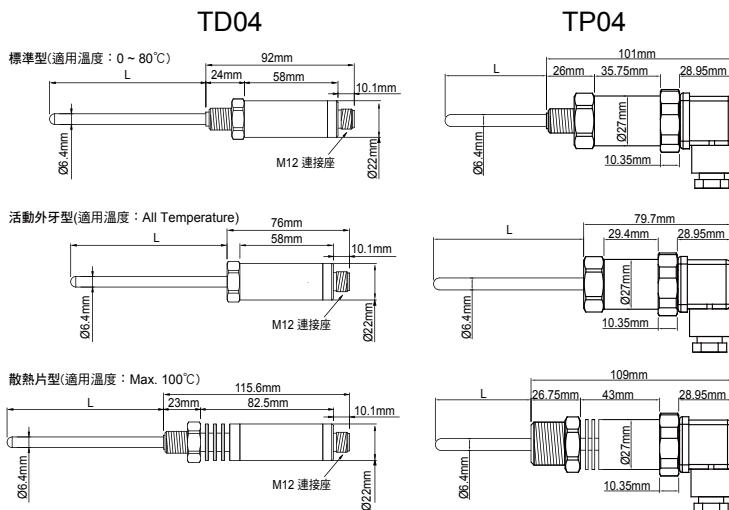 TD04
TP04
標準型(適用溫度：0 ~ 80℃)
92mm
L
24mm
58mm
10.1mm
Ø6.4mm
M12 連接座
Ø22mm
101mm
L
26mm
35.75mm
28.95mm
Ø27mm
Ø6.4mm
10.35mm
活動外牙型(適用溫度：All Temperature)
76mm
L
58mm
10.1mm
Ø6.4mm
M12 連接座
Ø22mm
79.7mm
L
29.4mm
28.95mm
Ø27mm
Ø6.4mm
10.35mm
散熱片型(適用溫度：Max. 100℃)
115.6mm
L
23mm
82.5mm
10.1mm
Ø6.4mm
M12 連接座
Ø22mm
109mm
L
26.75mm
43mm
28.95mm
Ø27mm
Ø6.4mm
10.35mm